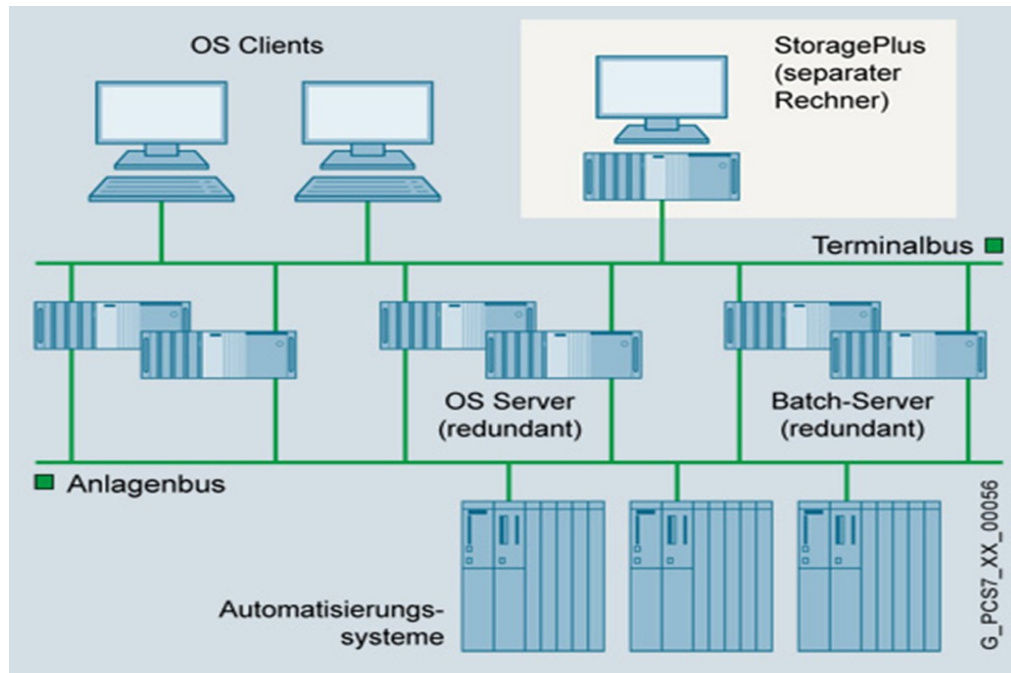 OS Clients
StoragePlus
(separater
Rechner)
Terminalbus
OS Server
(redundant)
Batch-Server
(redundant)
Anlagenbus
Automatisierungs-
systeme
G_PCS7_XX_00056